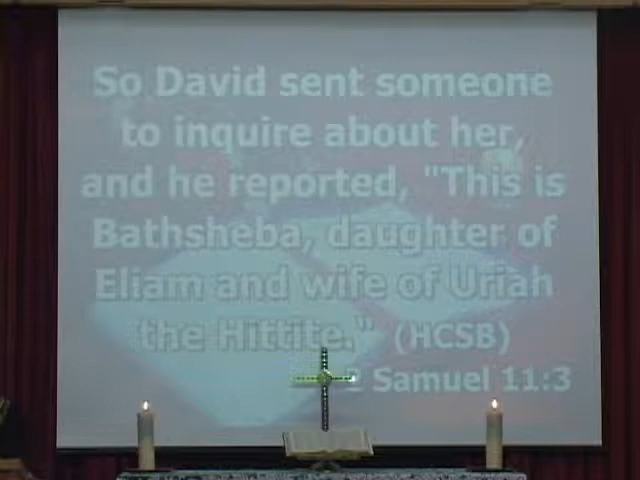 So David sent someone
to inquire about her,
and he reported, "This is
Bathsheba, daughter of
Eliam and wife of Uriah
the Hittite." (HCSB)
2 Samuel 11:3